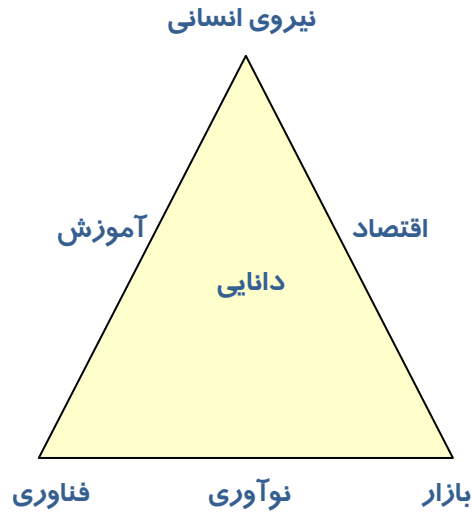 نیروی انسانی
اقتصاد
آموزش
دانایی
بازار
نوآوری
فناوری